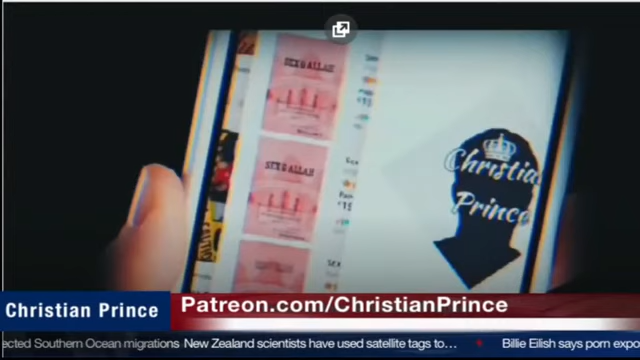 SEX & ALLAH
SEX & ALLAH
Christia
Prince
Christian Prince
Patreon.com/ChristianPrince
ected Southern Ocean migrations New Zealand scientists have used satellite tags to… Billie Eilish says porn expo